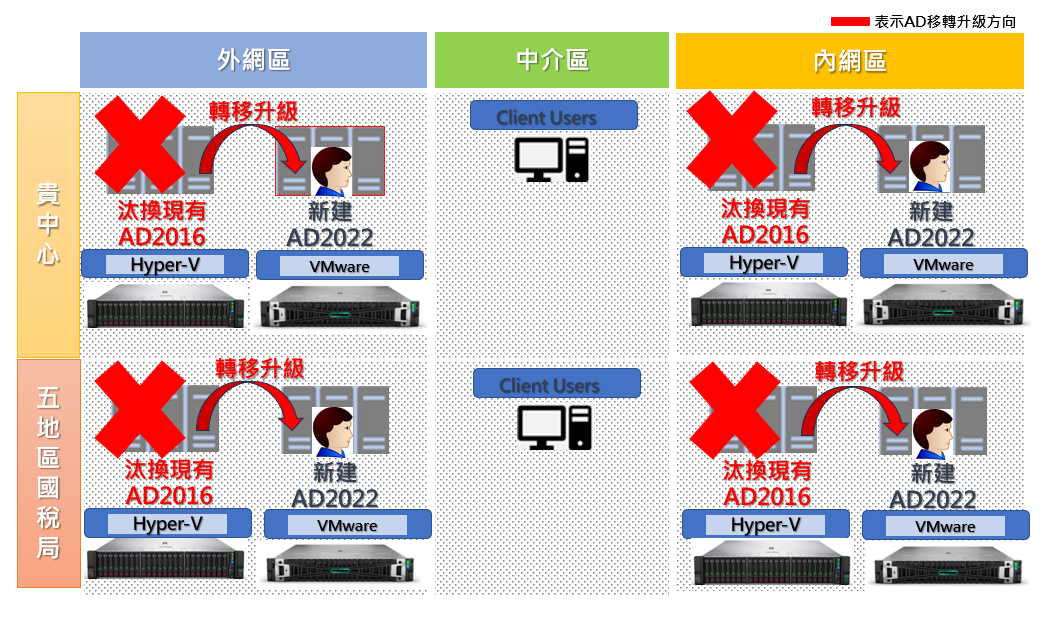 表示AD移轉升級方向
外網區
中介區
內網區
貴中心
轉移升級
汰換現有
AD2016
新建
AD2022
Hyper-V
VMware
Client Users
轉移升級
汰換現有
AD2016
新建
AD2022
Hyper-V
VMware
五地區國稅局
轉移升級
汰換現有
AD2016
新建
AD2022
Hyper-V
VMware
Client Users
轉移升級
汰換現有
AD2016
新建
AD2022
Hyper-V
VMware